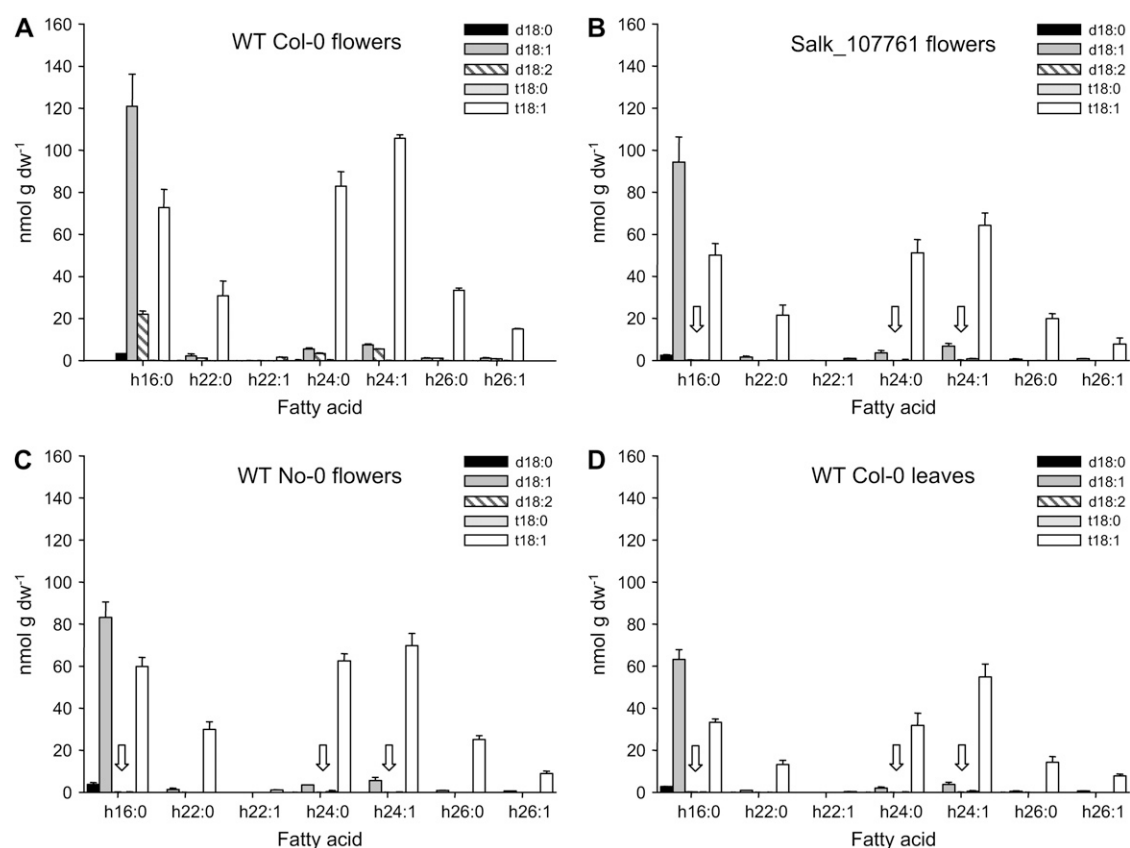 A
WT Col-0 flowers
d18:0
d18:1
d18:2
t18:0
t18:1
160
140
120
100
80
60
40
20
0
nmol g dw⁻¹
h16:0 h22:0 h22:1 h24:0 h24:1 h26:0 h26:1
Fatty acid
B
Salk_107761 flowers
d18:0
d18:1
d18:2
t18:0
t18:1
160
140
120
100
80
60
40
20
0
nmol g dw⁻¹
h16:0 h22:0 h22:1 h24:0 h24:1 h26:0 h26:1
Fatty acid
C
WT No-0 flowers
d18:0
d18:1
d18:2
t18:0
t18:1
160
140
120
100
80
60
40
20
0
nmol g dw⁻¹
h16:0 h22:0 h22:1 h24:0 h24:1 h26:0 h26:1
Fatty acid
D
WT Col-0 leaves
d18:0
d18:1
d18:2
t18:0
t18:1
160
140
120
100
80
60
40
20
0
nmol g dw⁻¹
h16:0 h22:0 h22:1 h24:0 h24:1 h26:0 h26:1
Fatty acid